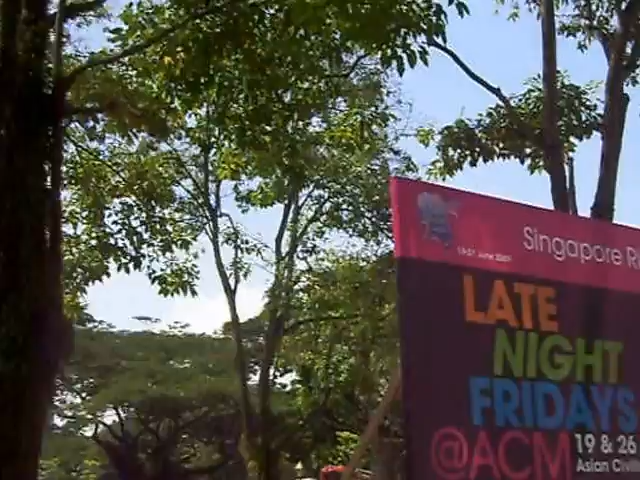 Singapore R
LATE
NIGHT
FRIDAYS
@ACM 19 & 26
Asian Civili